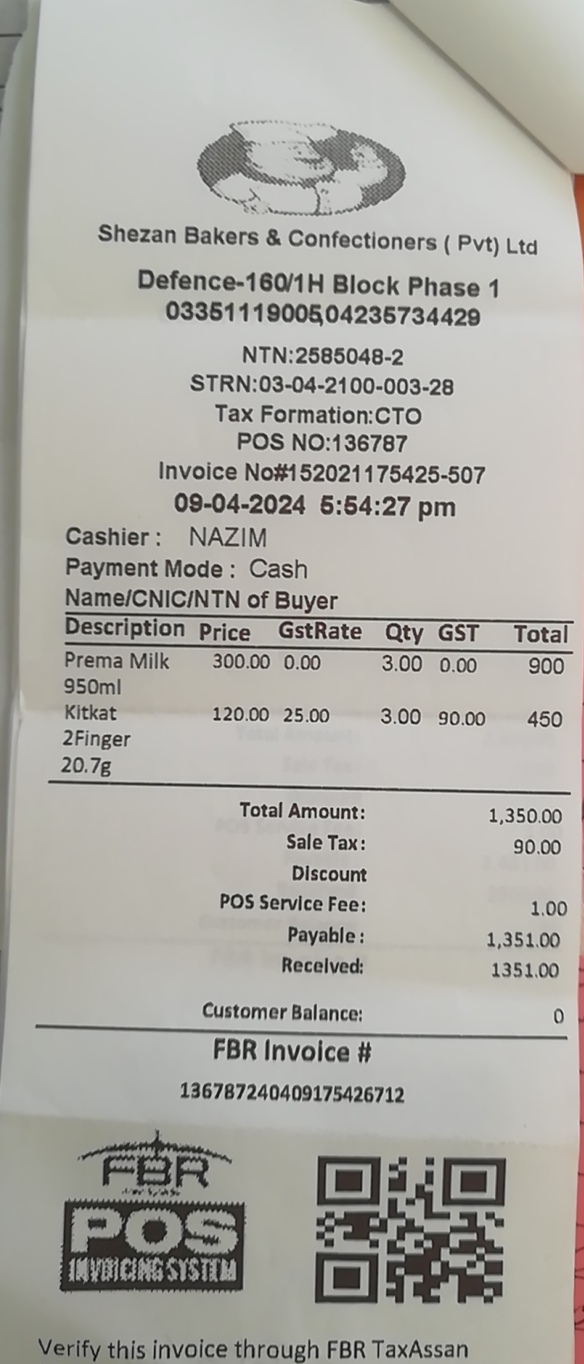 Shezan Bakers & Confectioners ( Pvt) Ltd
Defence-160/1H Block Phase 1
03351119005,04235734429
NTN:2585048-2
STRN:03-04-2100-003-28
Tax Formation:CTO
POS NO:136787
Invoice No#152021175425-507
09-04-2024 5:54:27 pm
Cashier : NAZIM
Payment Mode : Cash
Name/CNIC/NTN of Buyer
Description Price GstRate Qty GST Total
Prema Milk 300.00 0.00 3.00 0.00 900
950ml
Kitkat 120.00 25.00 3.00 90.00 450
2Finger
20.7g
Total Amount: 1,350.00
Sale Tax: 90.00
Discount
POS Service Fee: 1.00
Payable : 1,351.00
Received: 1351.00
Customer Balance: 0
FBR Invoice #
136787240409175426712
FBR
POS
INVOICING SYSTEM
Verify this invoice through FBR TaxAssan